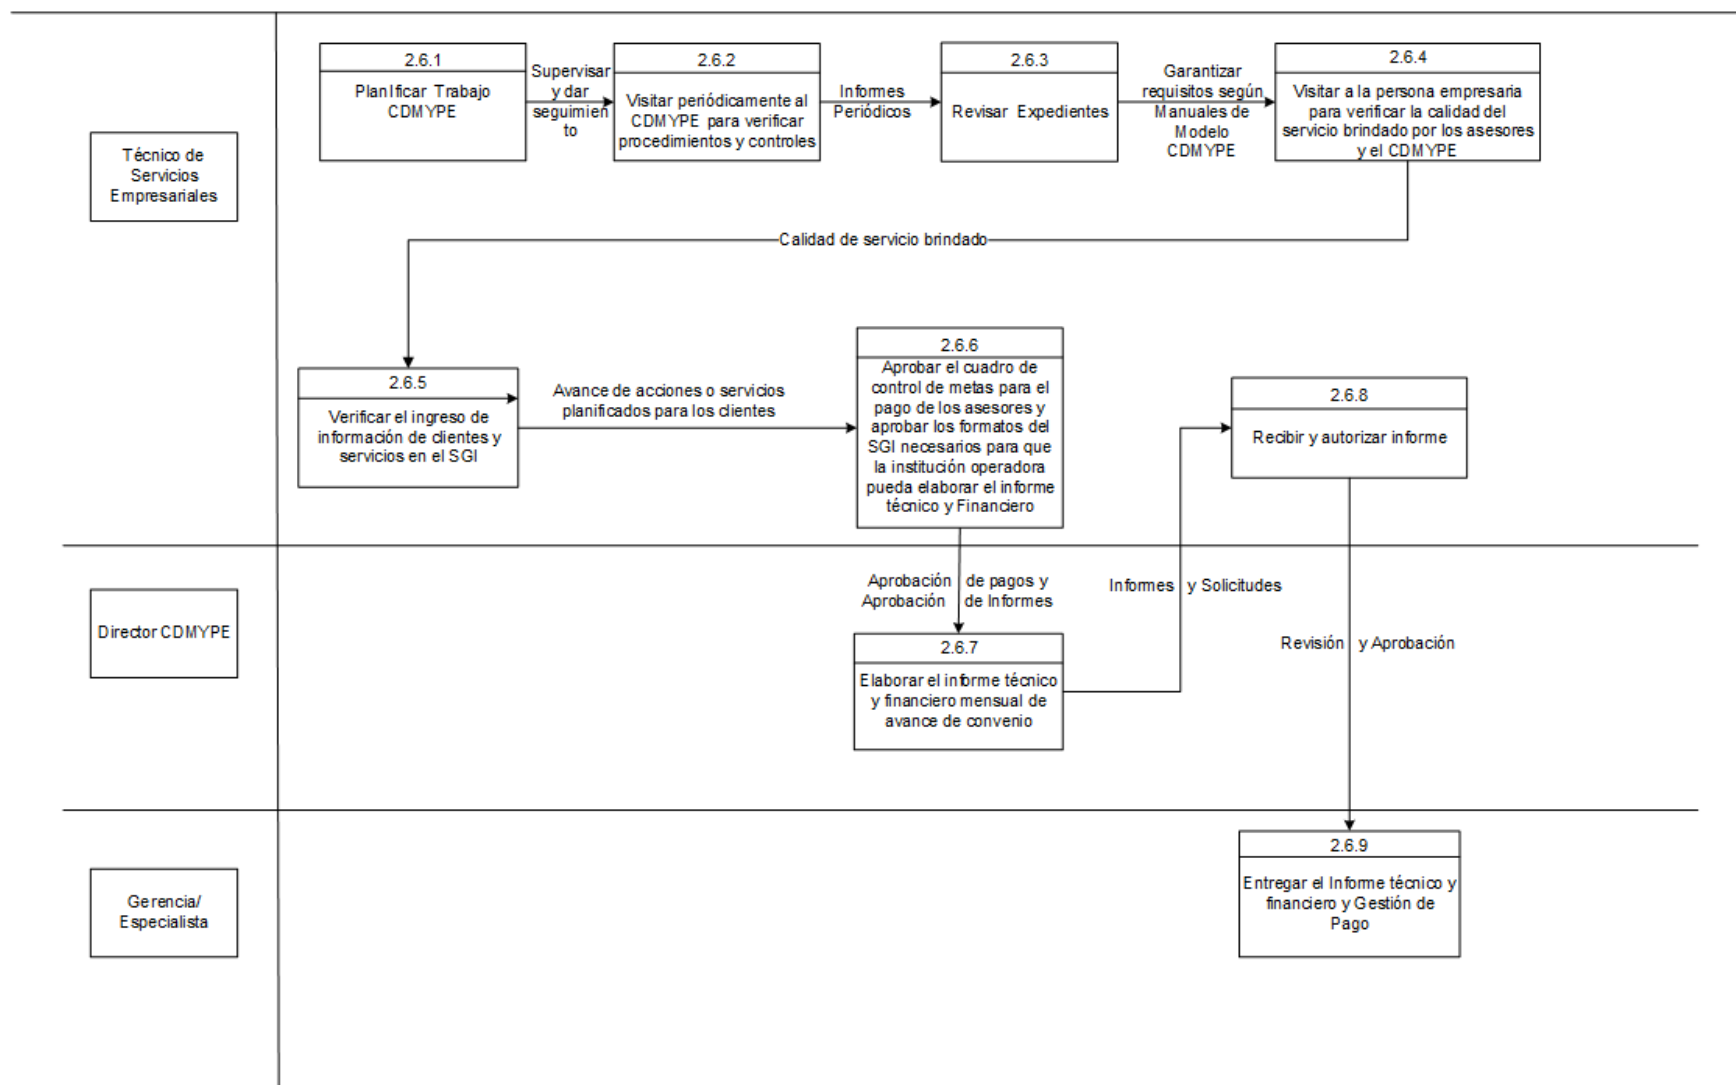 2.6.1
Planificar Trabajo
CDMYPE
Supervisar
y dar
seguimien
to
2.6.2
Visitar periódicamente al
CDMYPE para verificar
procedimientos y controles
Informes
Periódicos
2.6.3
Revisar Expedientes
Garantizar
requisitos según
Manuales de
Modelo
CDMYPE
2.6.4
Visitar a la persona empresaria
para verificar la calidad del
servicio brindado por los asesores
y el CDMYPE
Técnico de
Servicios
Empresariales
Calidad de servicio brindado
2.6.5
Verificar el ingreso de
información de clientes y
servicios en el SGI
Avance de acciones o servicios
planificados para los clientes
2.6.6
Aprobar el cuadro de
control de metas para el
pago de los asesores y
aprobar los formatos del
SGI necesarios para que
la institución operadora
pueda elaborar el informe
técnico y Financiero
2.6.8
Recibir y autorizar informe
Director CDMYPE
Aprobación de pagos y
Aprobación de Informes
Informes y Solicitudes
2.6.7
Elaborar el informe técnico
y financiero mensual de
avance de convenio
Revisión y Aprobación
Gerencia/
Especialista
2.6.9
Entregar el Informe técnico y
financiero y Gestión de
Pago